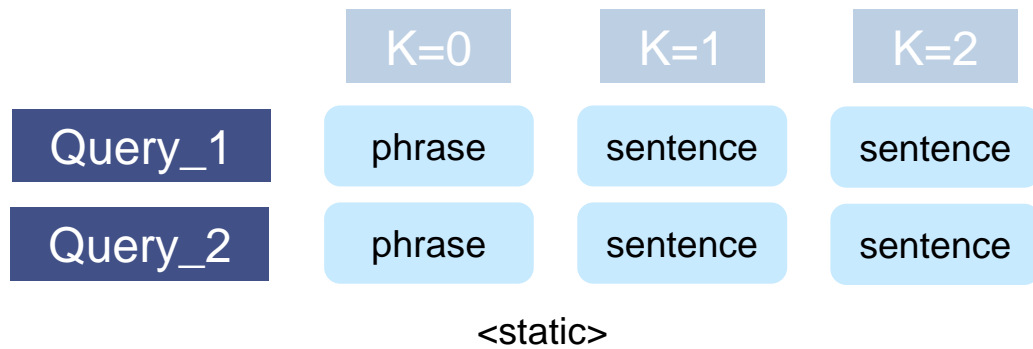 K=0 K=1 K=2
Query_1 phrase sentence sentence
Query_2 phrase sentence sentence
<static>